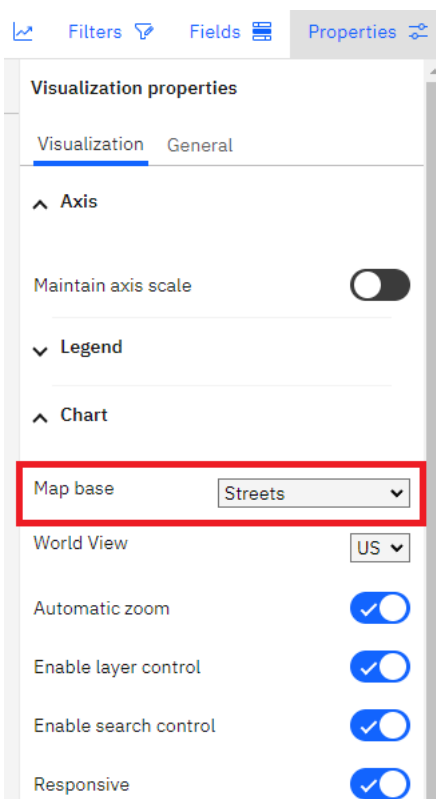 Filters Fields Properties
Visualization properties
Visualization General
Axis
Maintain axis scale
Legend
Chart
Map base Streets
World View US
Automatic zoom
Enable layer control
Enable search control
Responsive